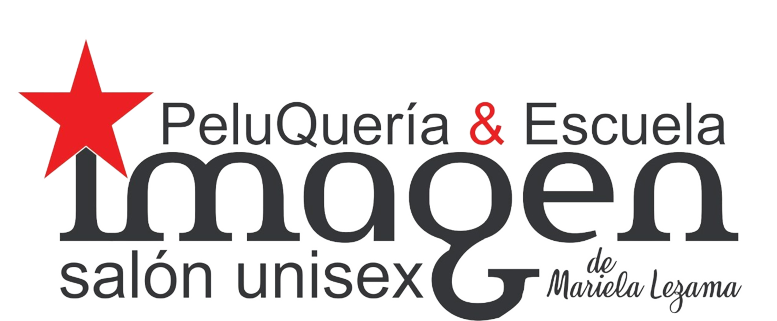 PeluQuería & Escuela
imagen
salón unisex
de
Mariela Lezama